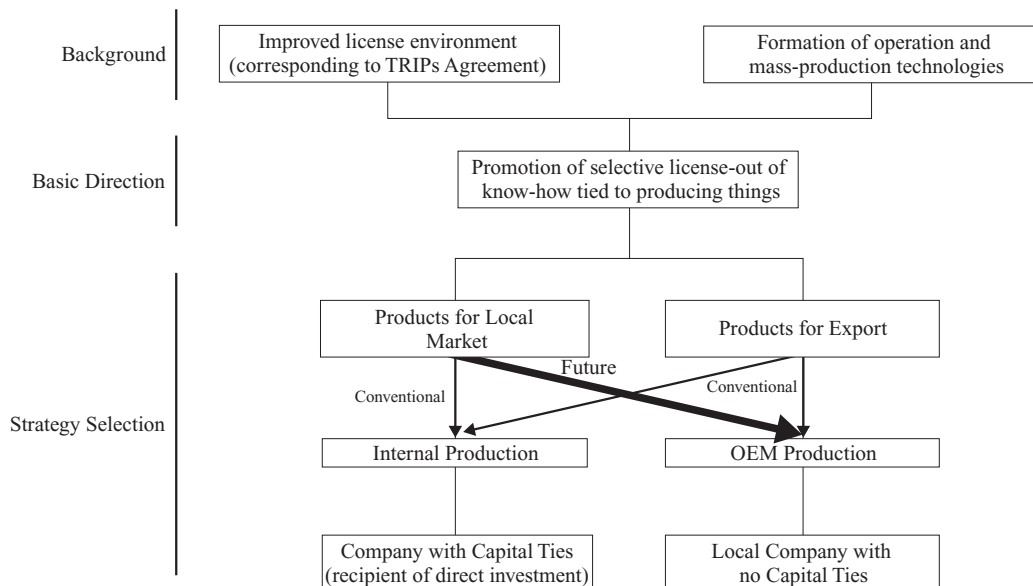 Background
Improved license environment
(corresponding to TRIPs Agreement)
Formation of operation and
mass-production technologies
Basic Direction
Promotion of selective license-out of
know-how tied to producing things
Strategy Selection
Products for Local
Market
Products for Export
Future
Conventional
Conventional
Internal Production
OEM Production
Company with Capital Ties
(recipient of direct investment)
Local Company with
no Capital Ties